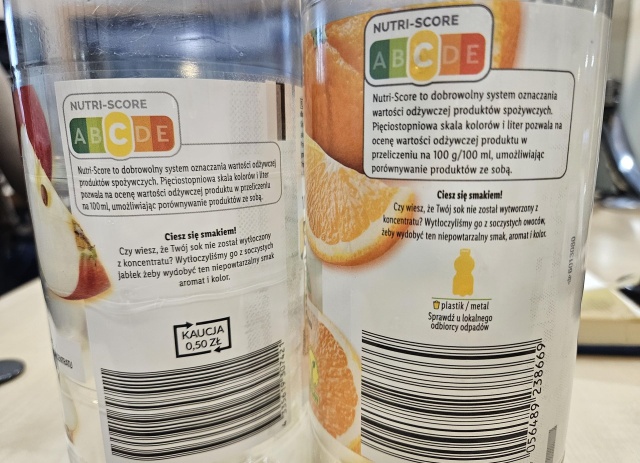 NUTRI-SCORE
ABCDE
Nutri-Score to dobrowolny system oznaczania wartości odżywczej
produktów spożywczych. Pięciostopniowa skala kolorów i liter
pozwala na ocenę wartości odżywczej produktu w przeliczeniu
na 100 ml, umożliwiając porównywanie produktów ze sobą.
Ciesz się smakiem!
Czy wiesz, że Twój sok nie został wytłoczony
z koncentratu? Wytłoczyliśmy go z soczystych
jabłek żeby wydobyć ten niepowtarzalny smak
aromat i kolor.
KAUCJA
0,50 ZŁ
NUTRI-SCORE
ABCDE
Nutri-Score to dobrowolny system oznaczania
wartości odżywczej produktów spożywczych.
Pięciostopniowa skala kolorów i liter pozwala na
ocenę wartości odżywczej produktu w
przeliczeniu na 100 g/100 ml, umożliwiając
porównywanie produktów ze sobą.
Ciesz się smakiem!
Czy wiesz, że Twój sok nie został wytworzony z
koncentratu? Wytłoczyliśmy go z soczystych owoców,
żeby wydobyć ten niepowtarzalny smak, aromat i kolor.
plastik / metal
Sprawdź u lokalnego
odbiorcy odpadów
056489 238669